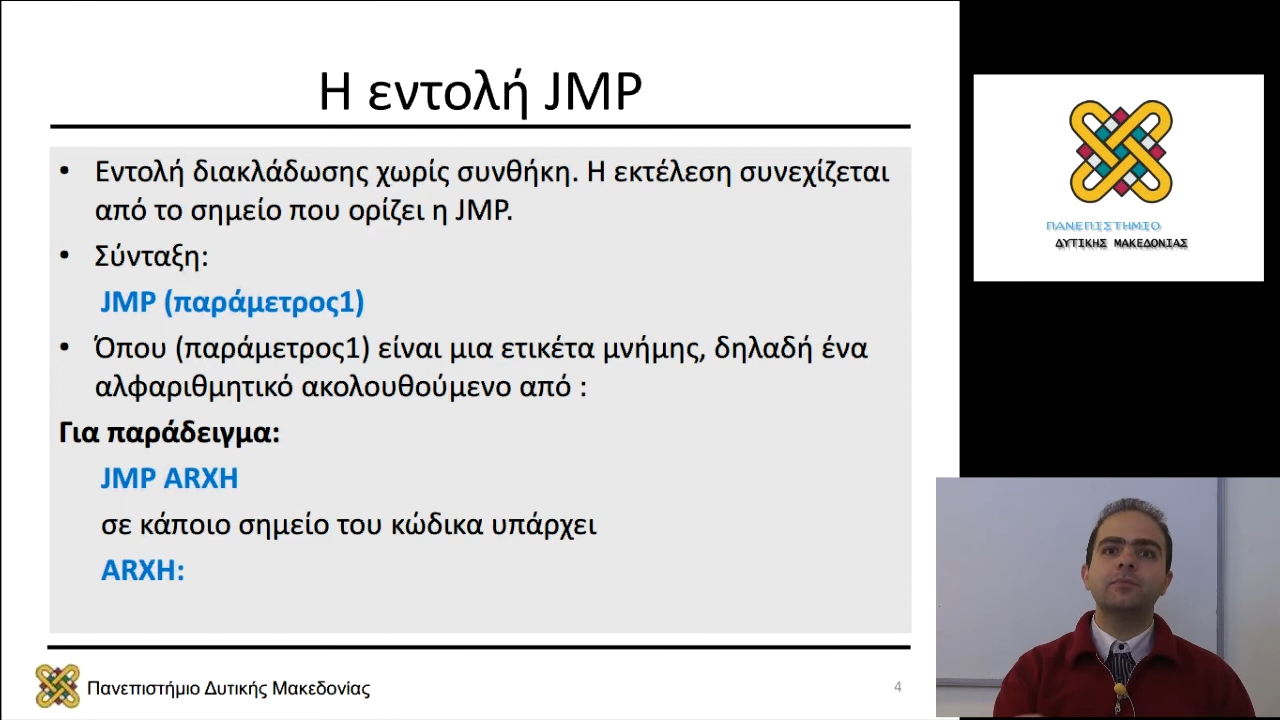 Η εντολή JMP
• Εντολή διακλάδωσης χωρίς συνθήκη. Η εκτέλεση συνεχίζεται
από το σημείο που ορίζει η JMP.
• Σύνταξη:
JMP (παράμετρος1)
• Όπου (παράμετρος1) είναι μια ετικέτα μνήμης, δηλαδή ένα
αλφαριθμητικό ακολουθούμενο από :
Για παράδειγμα:
JMP ARXH
σε κάποιο σημείο του κώδικα υπάρχει
ARXH:
Πανεπιστήμιο Δυτικής Μακεδονίας
4
ΠΑΝΕΠΙΣΤΗΜΙΟ
ΔΥΤΙΚΗΣ ΜΑΚΕΔΟΝΙΑΣ